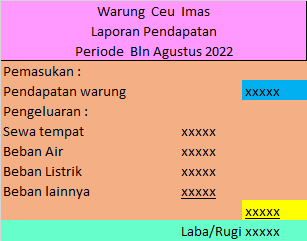 Warung Ceu Imas
Laporan Pendapatan
Periode Bln Agustus 2022
Pemasukan :
Pendapatan warung xxxxx
Pengeluaran :
Sewa tempat xxxxx
Beban Air xxxxx
Beban Listrik xxxxx
Beban lainnya xxxxx
xxxxx
Laba/Rugi xxxxx